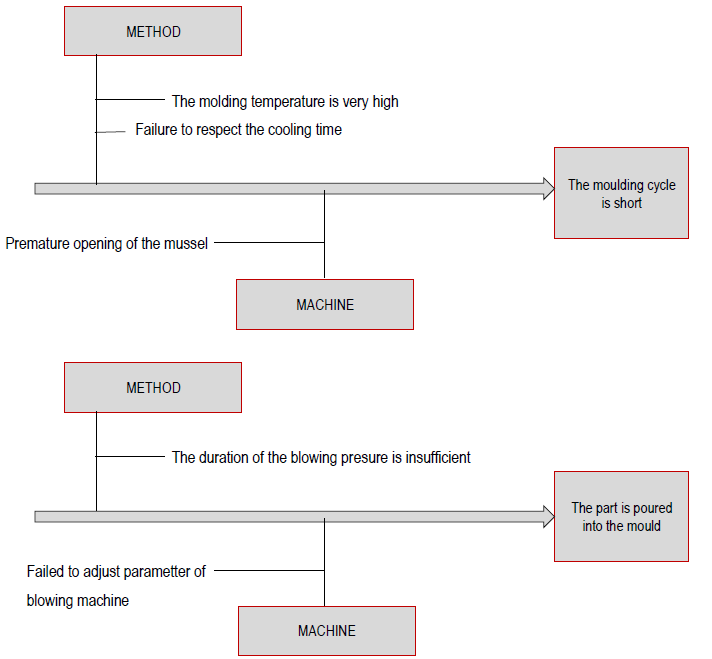 METHOD
The molding temperature is very high
Failure to respect the cooling time
The moulding cycle
is short
Premature opening of the mussel
MACHINE
METHOD
The duration of the blowing presure is insufficient
The part is poured
into the mould
Failed to adjust parametter of
blowing machine
MACHINE